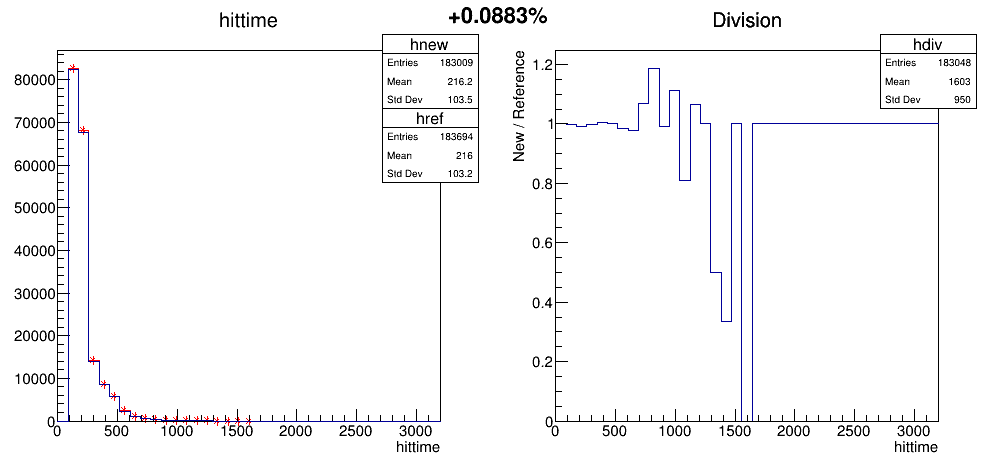 +0.0883%
hittime
hnew
Entries 183009
Mean 216.2
Std Dev 103.5
href
Entries 183694
Mean 216
Std Dev 103.2
80000
70000
60000
50000
40000
30000
20000
10000
0
0 500 1000 1500 2000 2500 3000
hittime
Division
hdiv
Entries 183048
Mean 1603
Std Dev 950
New / Reference
1.2
1
0.8
0.6
0.4
0.2
0
0 500 1000 1500 2000 2500 3000
hittime